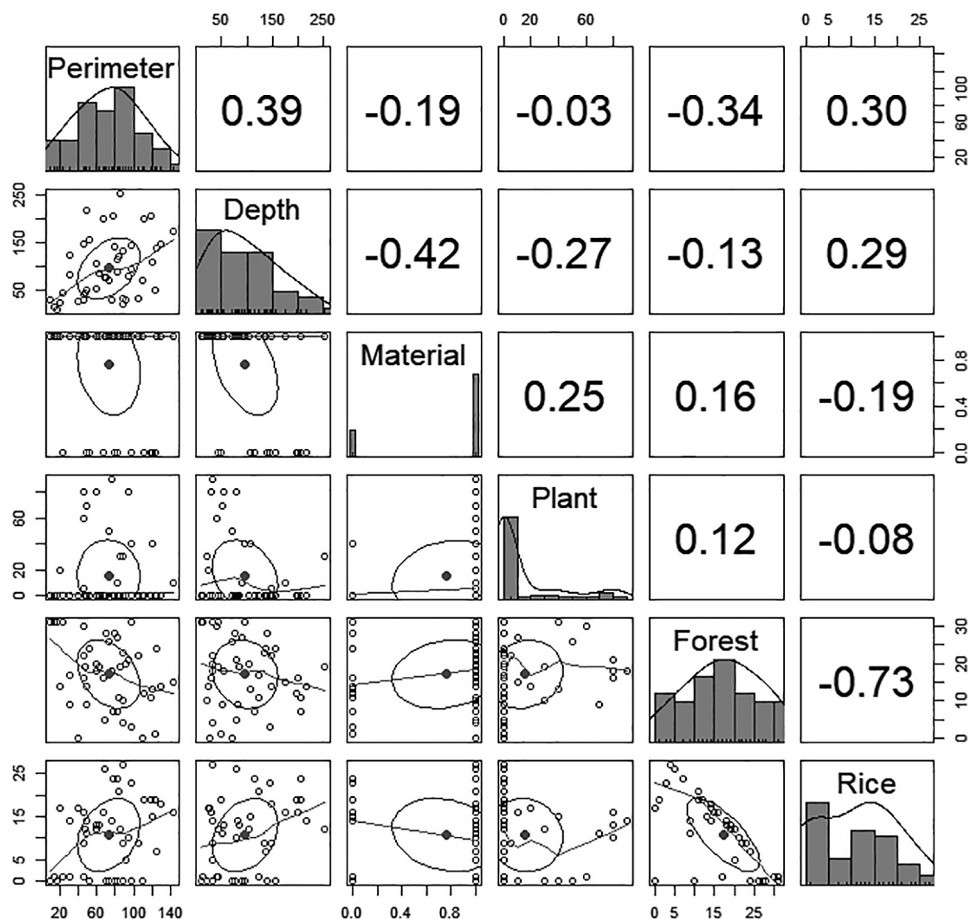 50 150 250 0 20 60 0 5 15 25
Perimeter 0.39 -0.19 -0.03 -0.34 0.30
20 60 100
50 150 250
Depth -0.42 -0.27 -0.13 0.29
Material 0.25 0.16 -0.19
0.0 0.4 0.8
0 20 60
Plant 0.12 -0.08
Forest -0.73
0 10 20 30
0 5 15 25
Rice
20 60 100 140 0.0 0.4 0.8 0 5 15 25